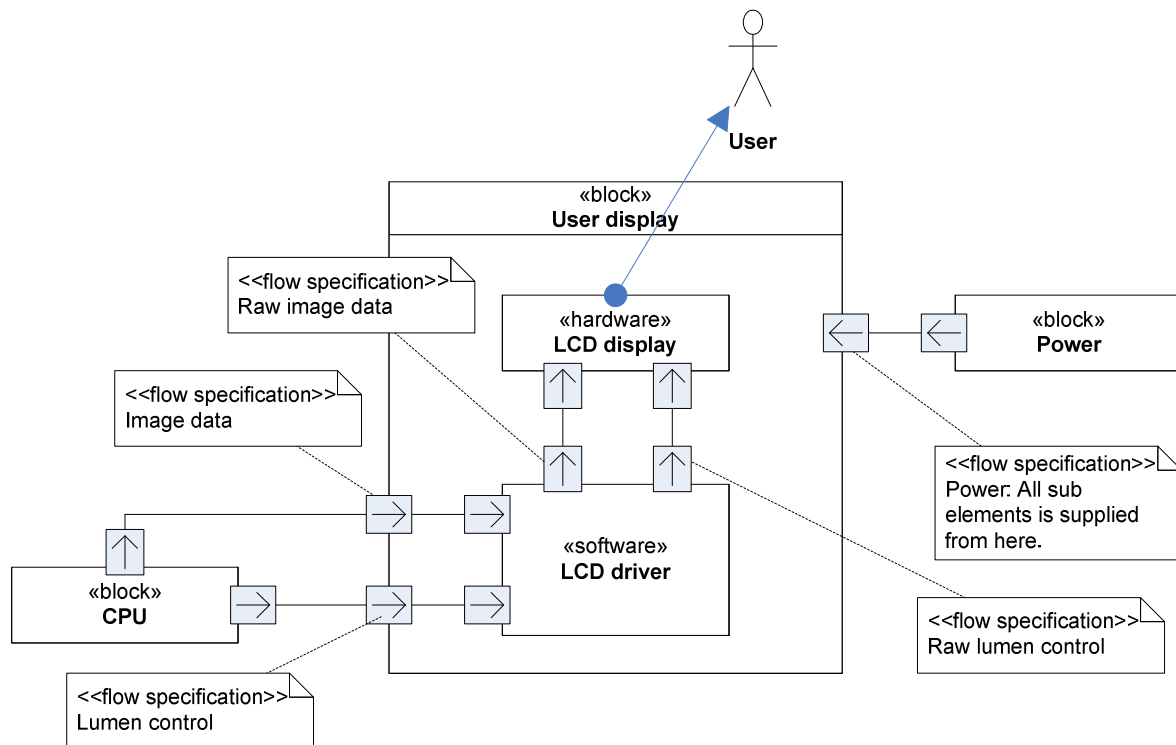 User
«block»
User display
<<flow specification>>
Raw image data
«hardware»
LCD display
«block»
Power
<<flow specification>>
Image data
<<flow specification>>
Power: All sub
elements is supplied
from here.
«software»
LCD driver
«block»
CPU
<<flow specification>>
Raw lumen control
<<flow specification>>
Lumen control